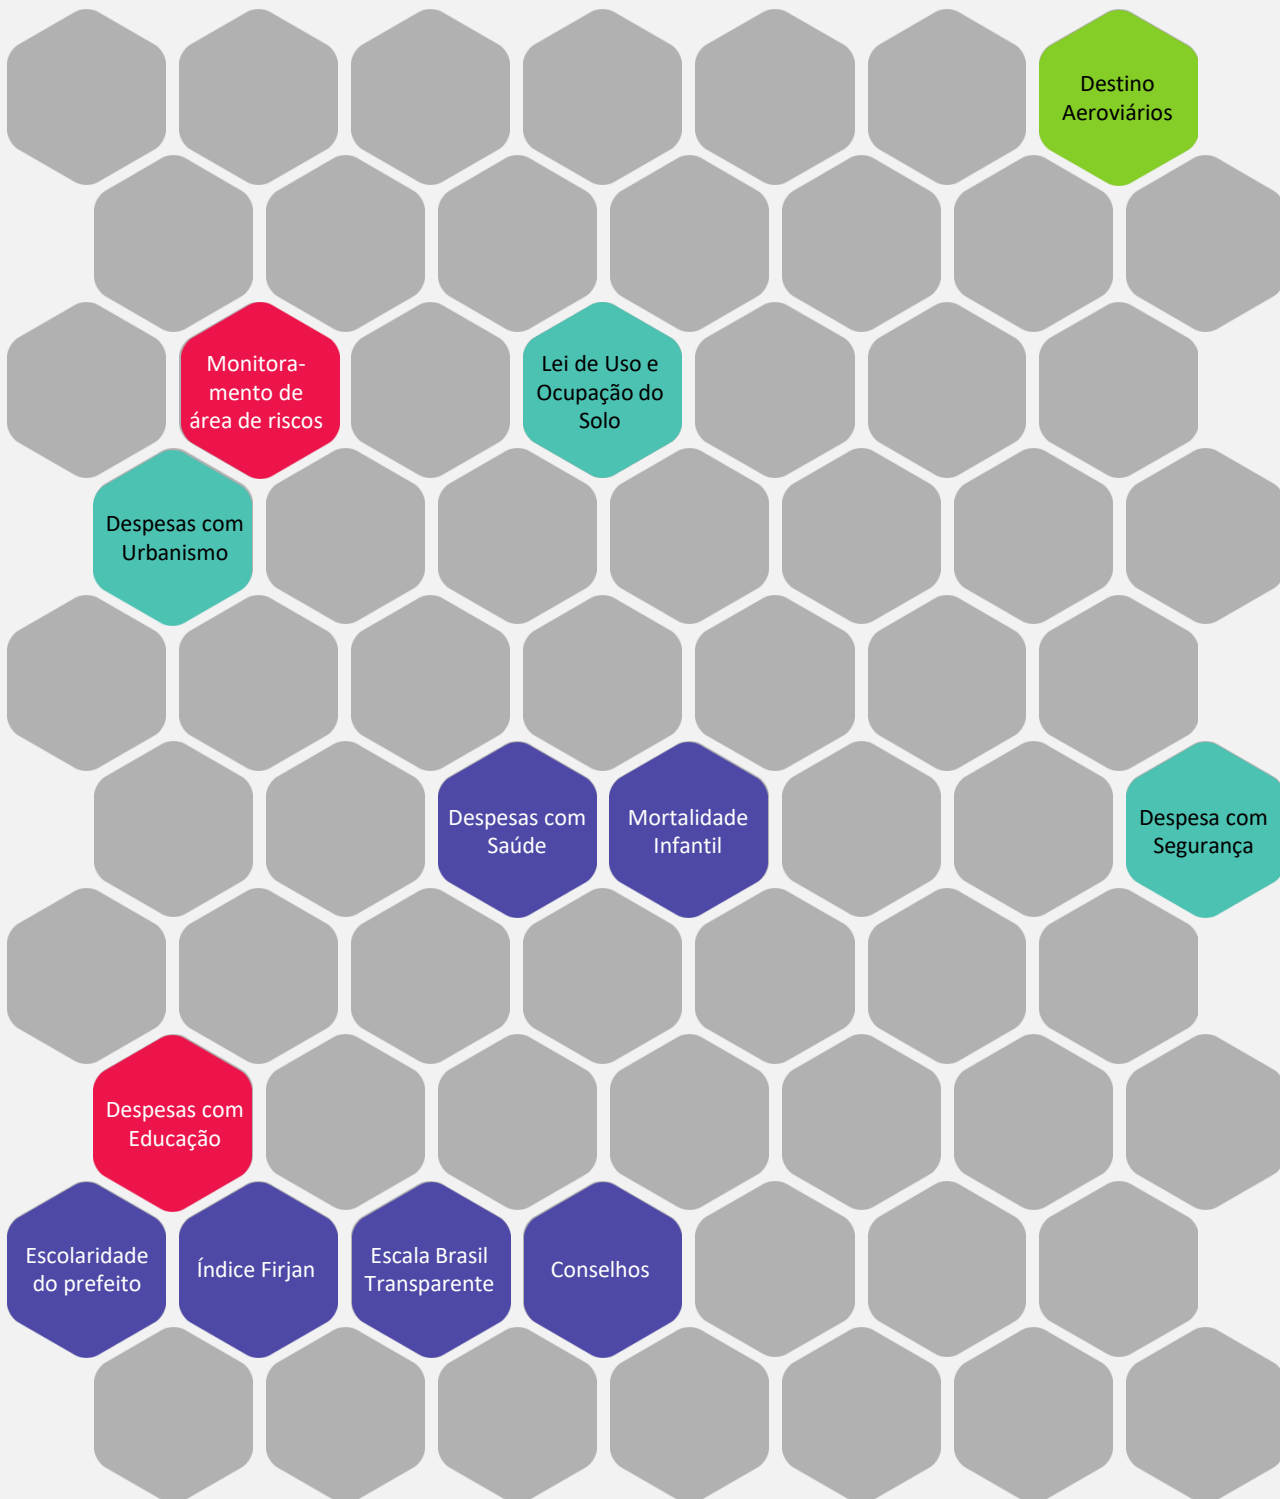 Destino
Aeroviários
Monitora-
mento de
área de riscos
Lei de Uso e
Ocupação do
Solo
Despesas com
Urbanismo
Despesas com
Saúde
Mortalidade
Infantil
Despesa com
Segurança
Despesas com
Educação
Escolaridade
do prefeito
Índice Firjan
Escala Brasil
Transparente
Conselhos